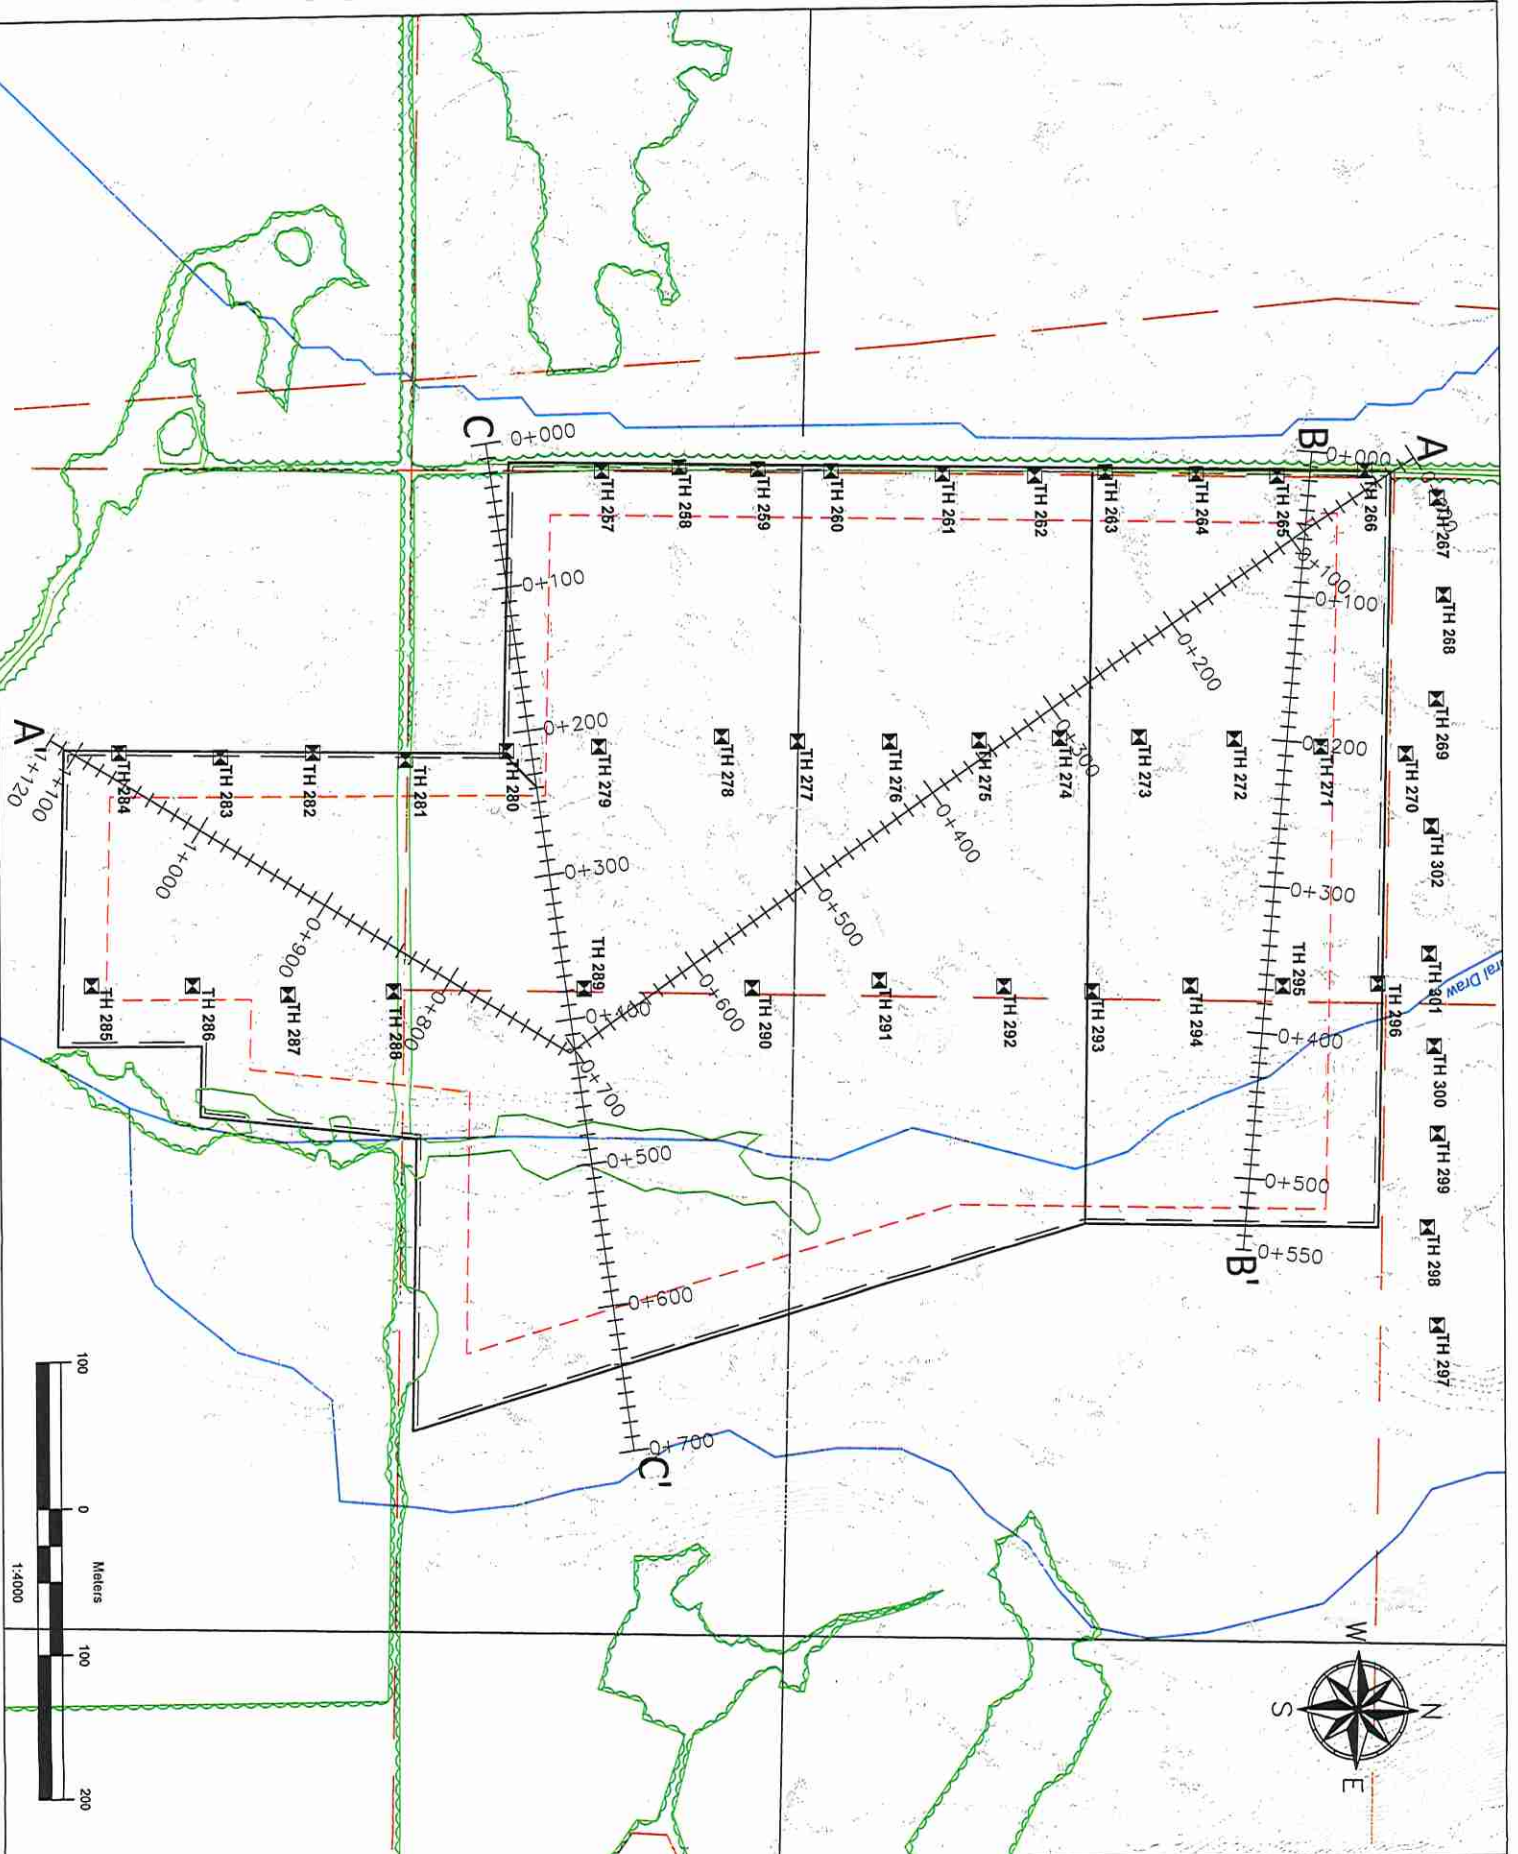 A
0+000
TH 267
TH 268
TH 269
TH 270
TH 302
TH 301
TH 300
TH 299
TH 298
TH 297
ral Draw
B
0+000
TH 266
TH 265
TH 264
TH 263
TH 262
TH 261
TH 260
TH 259
TH 258
TH 257
C
0+000
0+100
0+100
0+200
0+200
0+300
0+300
0+400
0+400
0+500
0+500
0+550
B'
0+600
0+700
0+800
0+900
1+000
1+100
1+120
A'
0+100
0+200
0+300
0+400
0+500
0+600
0+700
C'
TH 271
TH 272
TH 273
TH 274
TH 275
TH 276
TH 277
TH 278
TH 279
TH 280
TH 281
TH 282
TH 283
TH 284
TH 296
TH 295
TH 294
TH 293
TH 292
TH 291
TH 290
TH 289
TH 288
TH 287
TH 286
TH 285
N
W
E
S
100
0
100
200
Meters
1:4000